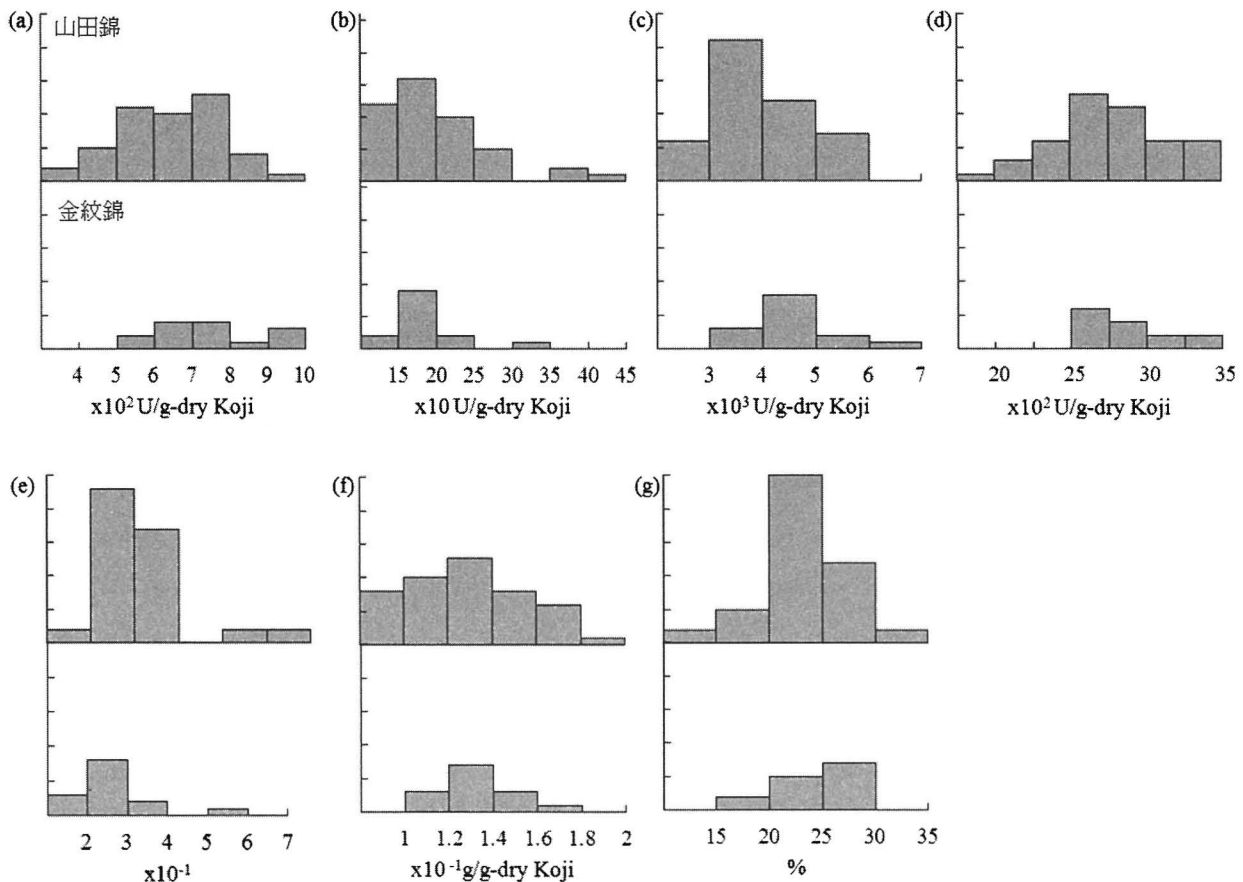 (a)
山田錦
金紋錦
4 5 6 7 8 9 10
x10² U/g-dry Koji
(b)
15 20 25 30 35 40 45
x10 U/g-dry Koji
(c)
3 4 5 6 7
x10³ U/g-dry Koji
(d)
20 25 30 35
x10² U/g-dry Koji
(e)
2 3 4 5 6 7
x10⁻¹
(f)
1 1.2 1.4 1.6 1.8 2
x10⁻¹g/g-dry Koji
(g)
15 20 25 30 35
%